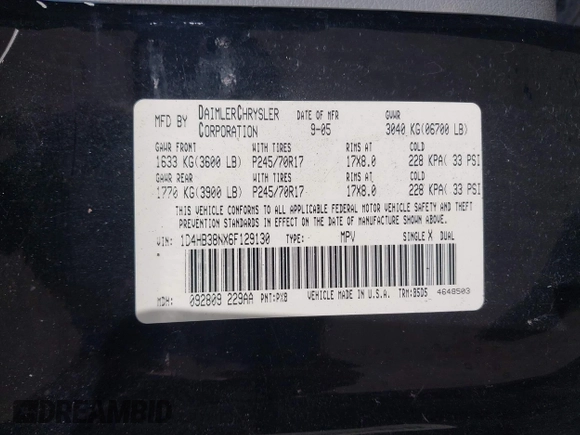 MFD BY DAIMLERCHRYSLER CORPORATION DATE OF MFR 9-05 GVWR 3040 KG(06700 LB)
GAWR FRONT WITH TIRES RIMS AT COLD
1633 KG(3600 LB) P245/70R17 17X8.0 228 KPA( 33 PSI
GAWR REAR WITH TIRES RIMS AT COLD
1770 KG(3900 LB) P245/70R17 17X8.0 228 KPA( 33 PSI
THIS VEHICLE CONFORMS TO ALL APPLICABLE FEDERAL MOTOR VEHICLE SAFETY AND THEFT
PREVENTION STANDARDS IN EFFECT ON THE DATE OF MANUFACTURE SHOWN ABOVE.
VIN: 1D4HB38NX6F129130 TYPE: MPV SINGLE X DUAL
MDH: 092809 229AA PNT:PXB VEHICLE MADE IN U.S.A. TRM:B5D5 4648503
DREAMBID